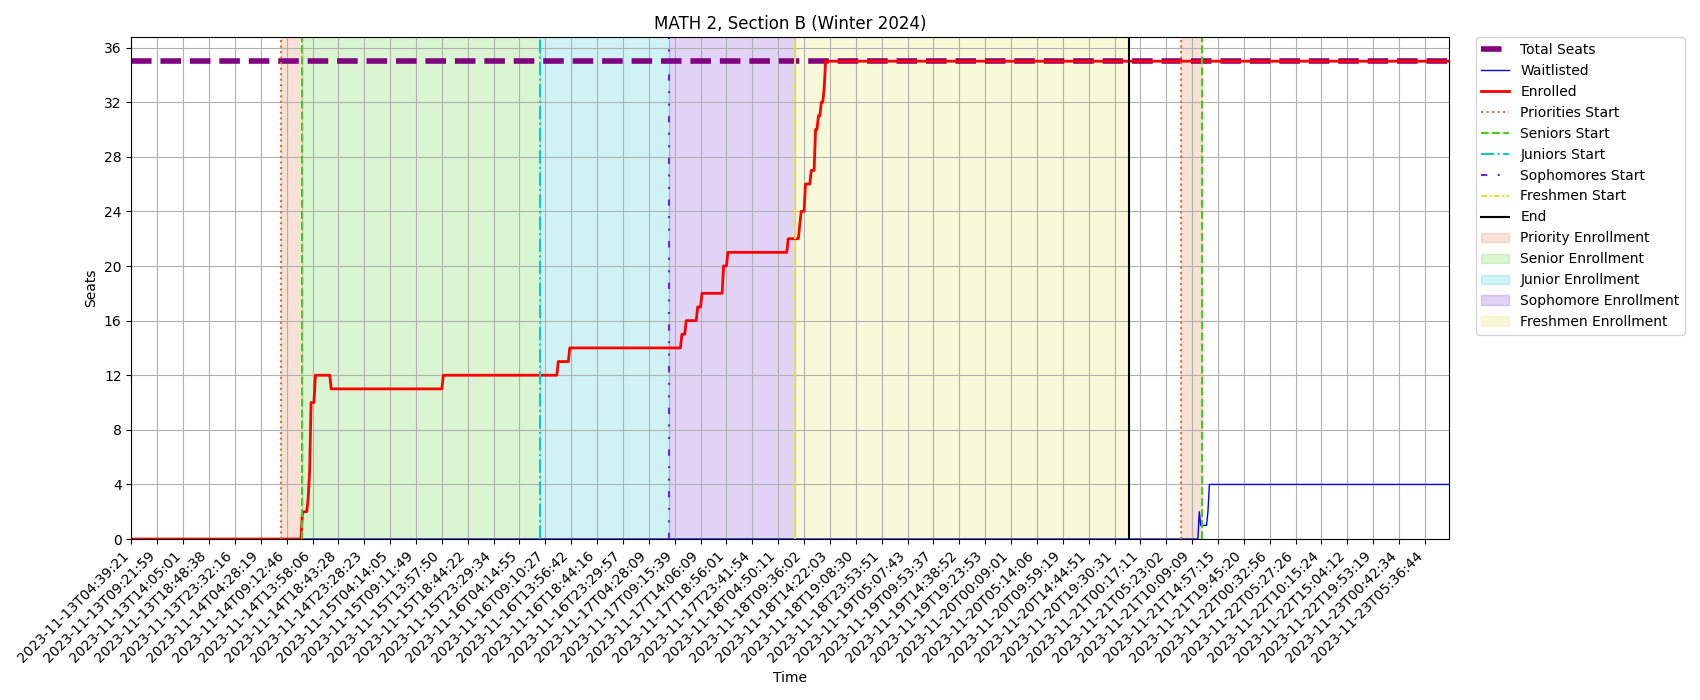 MATH 2, Section B (Winter 2024)
Seats
36
32
28
24
20
16
12
8
4
0
2023-11-13T04:39:21
2023-11-13T09:21:59
2023-11-13T14:05:01
2023-11-13T18:48:38
2023-11-13T23:32:16
2023-11-14T04:28:19
2023-11-14T09:12:46
2023-11-14T13:58:06
2023-11-14T18:43:28
2023-11-14T23:28:23
2023-11-15T04:14:05
2023-11-15T09:11:49
2023-11-15T13:57:50
2023-11-15T18:44:22
2023-11-15T23:29:34
2023-11-16T04:14:55
2023-11-16T09:10:27
2023-11-16T13:56:42
2023-11-16T18:44:16
2023-11-16T23:29:57
2023-11-17T04:28:09
2023-11-17T09:15:39
2023-11-17T14:06:09
2023-11-17T18:56:01
2023-11-17T23:41:54
2023-11-18T04:50:11
2023-11-18T09:36:02
2023-11-18T14:22:03
2023-11-18T19:08:30
2023-11-18T23:53:51
2023-11-19T05:07:43
2023-11-19T09:53:37
2023-11-19T14:38:52
2023-11-19T19:23:53
2023-11-20T00:09:01
2023-11-20T05:14:06
2023-11-20T09:59:19
2023-11-20T14:44:51
2023-11-20T19:30:31
2023-11-21T00:17:11
2023-11-21T05:23:02
2023-11-21T10:09:09
2023-11-21T14:57:15
2023-11-21T19:45:20
2023-11-22T00:32:56
2023-11-22T05:27:26
2023-11-22T10:15:24
2023-11-22T15:04:12
2023-11-22T19:53:19
2023-11-23T00:42:34
2023-11-23T05:36:44
Time
Total Seats
Waitlisted
Enrolled
Priorities Start
Seniors Start
Juniors Start
Sophomores Start
Freshmen Start
End
Priority Enrollment
Senior Enrollment
Junior Enrollment
Sophomore Enrollment
Freshmen Enrollment